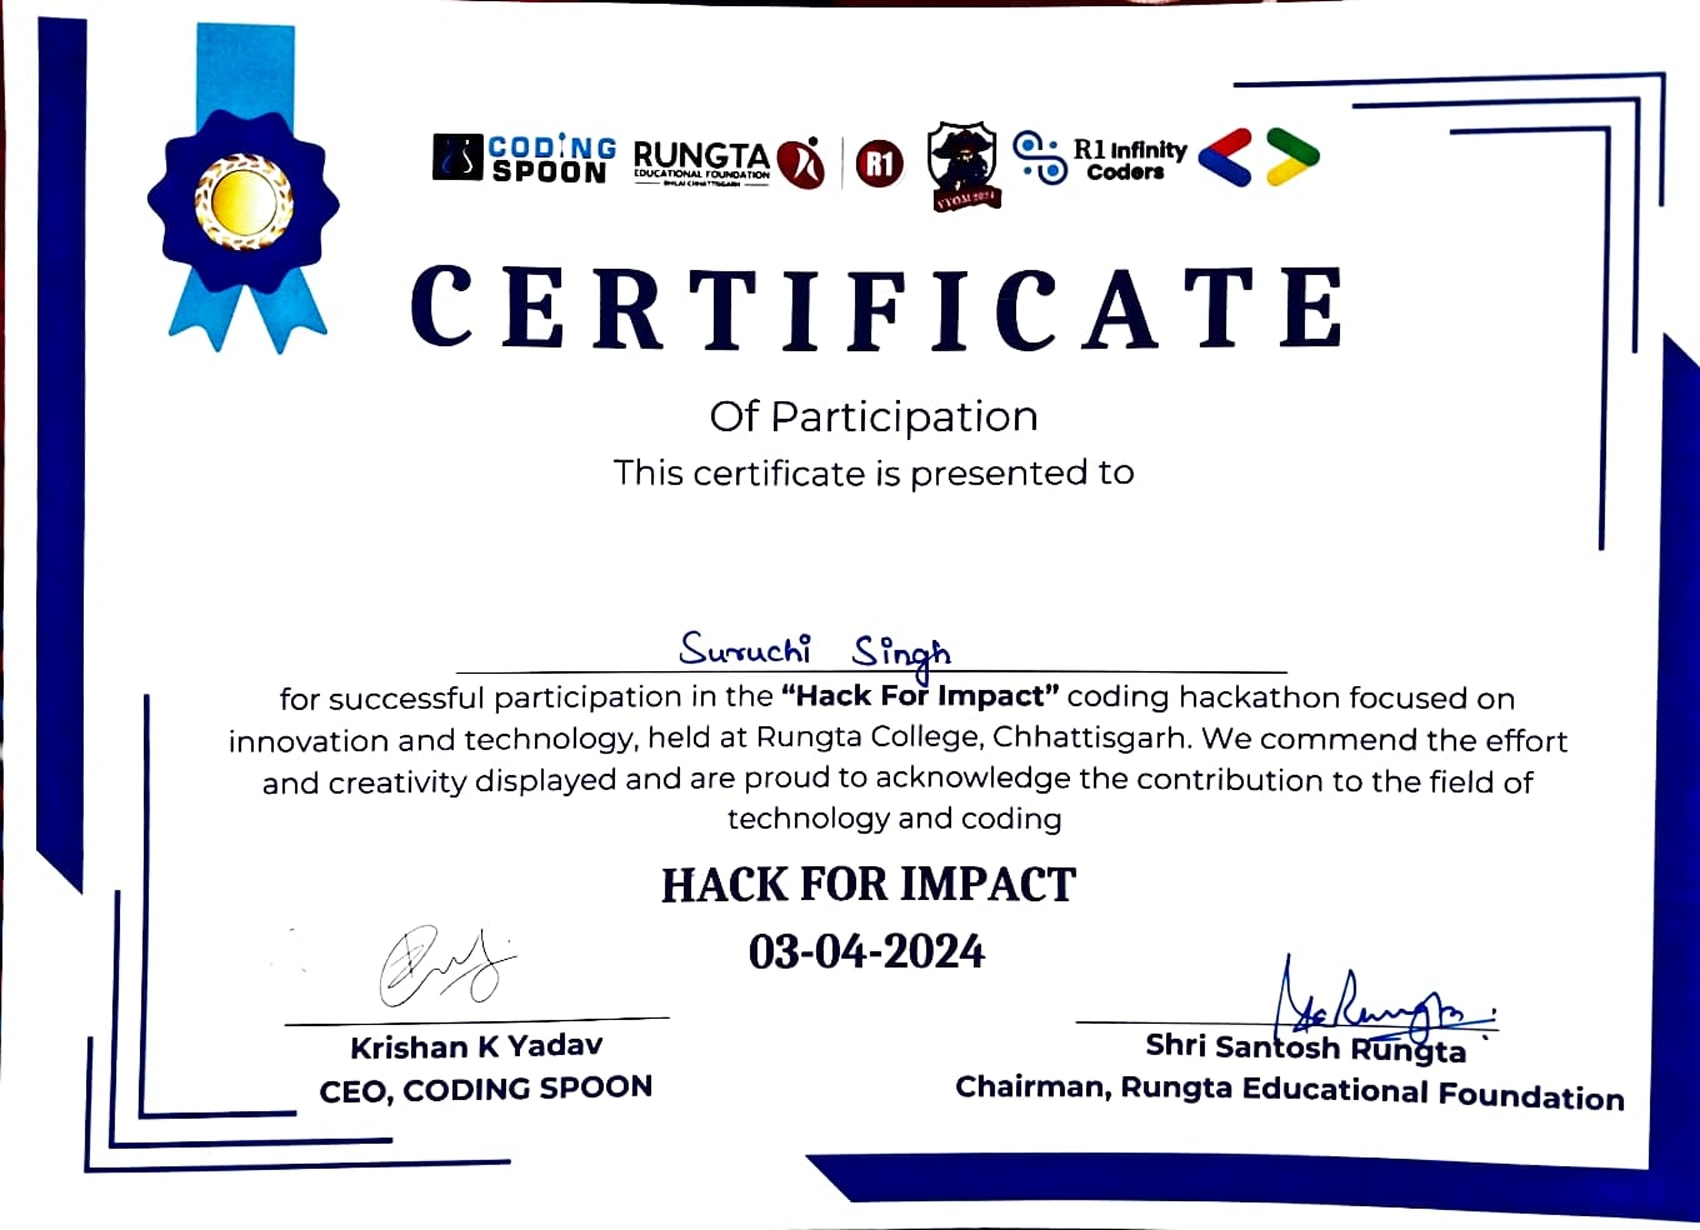 CODING SPOON
RUNGTA
EDUCATIONAL FOUNDATION
BHILAI CHHATTISGARH
R1
VYOM 2024
R1 Infinity Coders
CERTIFICATE
Of Participation
This certificate is presented to
Suruchi Singh
for successful participation in the “Hack For Impact” coding hackathon focused on
innovation and technology, held at Rungta College, Chhattisgarh. We commend the effort
and creativity displayed and are proud to acknowledge the contribution to the field of
technology and coding
HACK FOR IMPACT
03-04-2024
Krishan K Yadav
CEO, CODING SPOON
Shri Santosh Rungta
Chairman, Rungta Educational Foundation